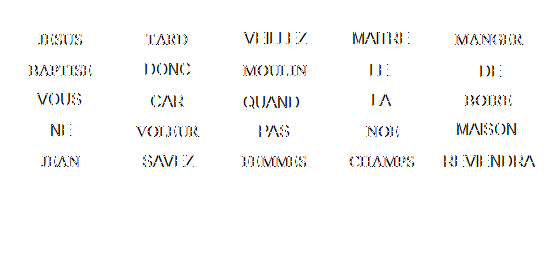 JESUS TARD VEILLEZ MAITRE MANGER
BAPTISE DONC MOULIN LE DE
VOUS CAR QUAND LA BOIRE
NE VOLEUR PAS NOE MAISON
JEAN SAVEZ FEMMES CHAMPS REVIENDRA